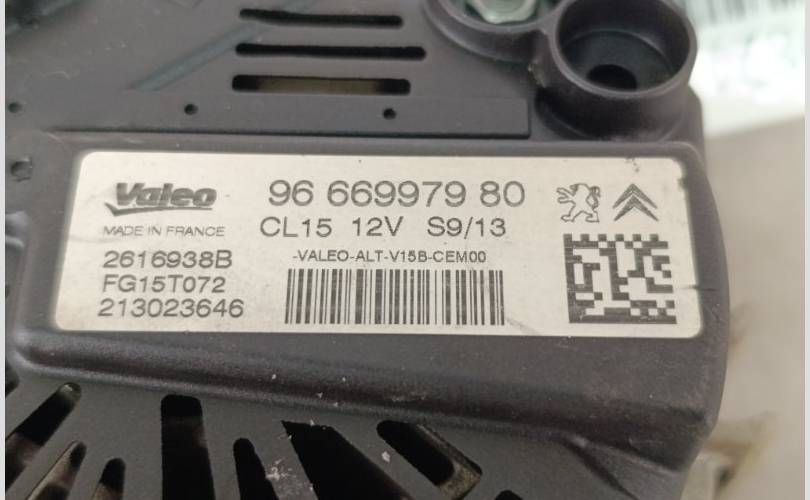 Valeo
MADE IN FRANCE
2616938B
FG15T072
213023646
96 669979 80
CL15 12V S9/13
-VALEO-ALT-V15B-CEM00